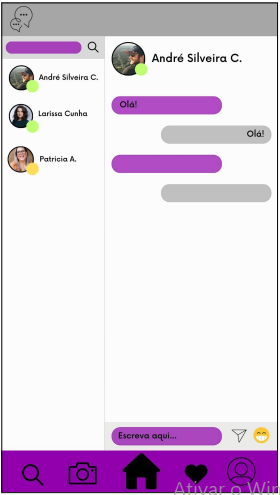 André Silveira C.
Larissa Cunha
Patricia A.
André Silveira C.
Olá!
Olá!
Escreva aqui...
Ativar o Win